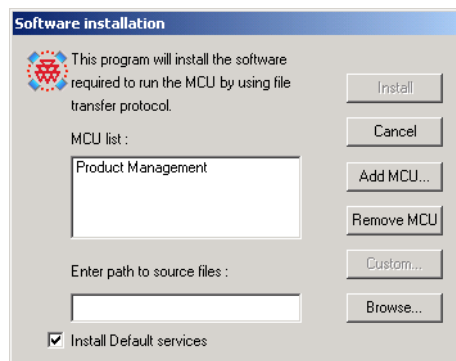 Software installation
This program will install the software
required to run the MCU by using file
transfer protocol.
Install
MCU list :
Cancel
Product Management
Add MCU...
Remove MCU
Enter path to source files :
Custom...
Browse...
Install Default services